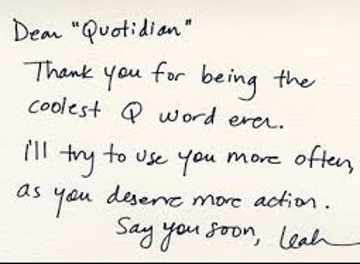 Dear "Quotidian"
Thank you for being the
coolest Q word ever.
I'll try to use you more often,
as you deserve more action.
Say you soon, Leah